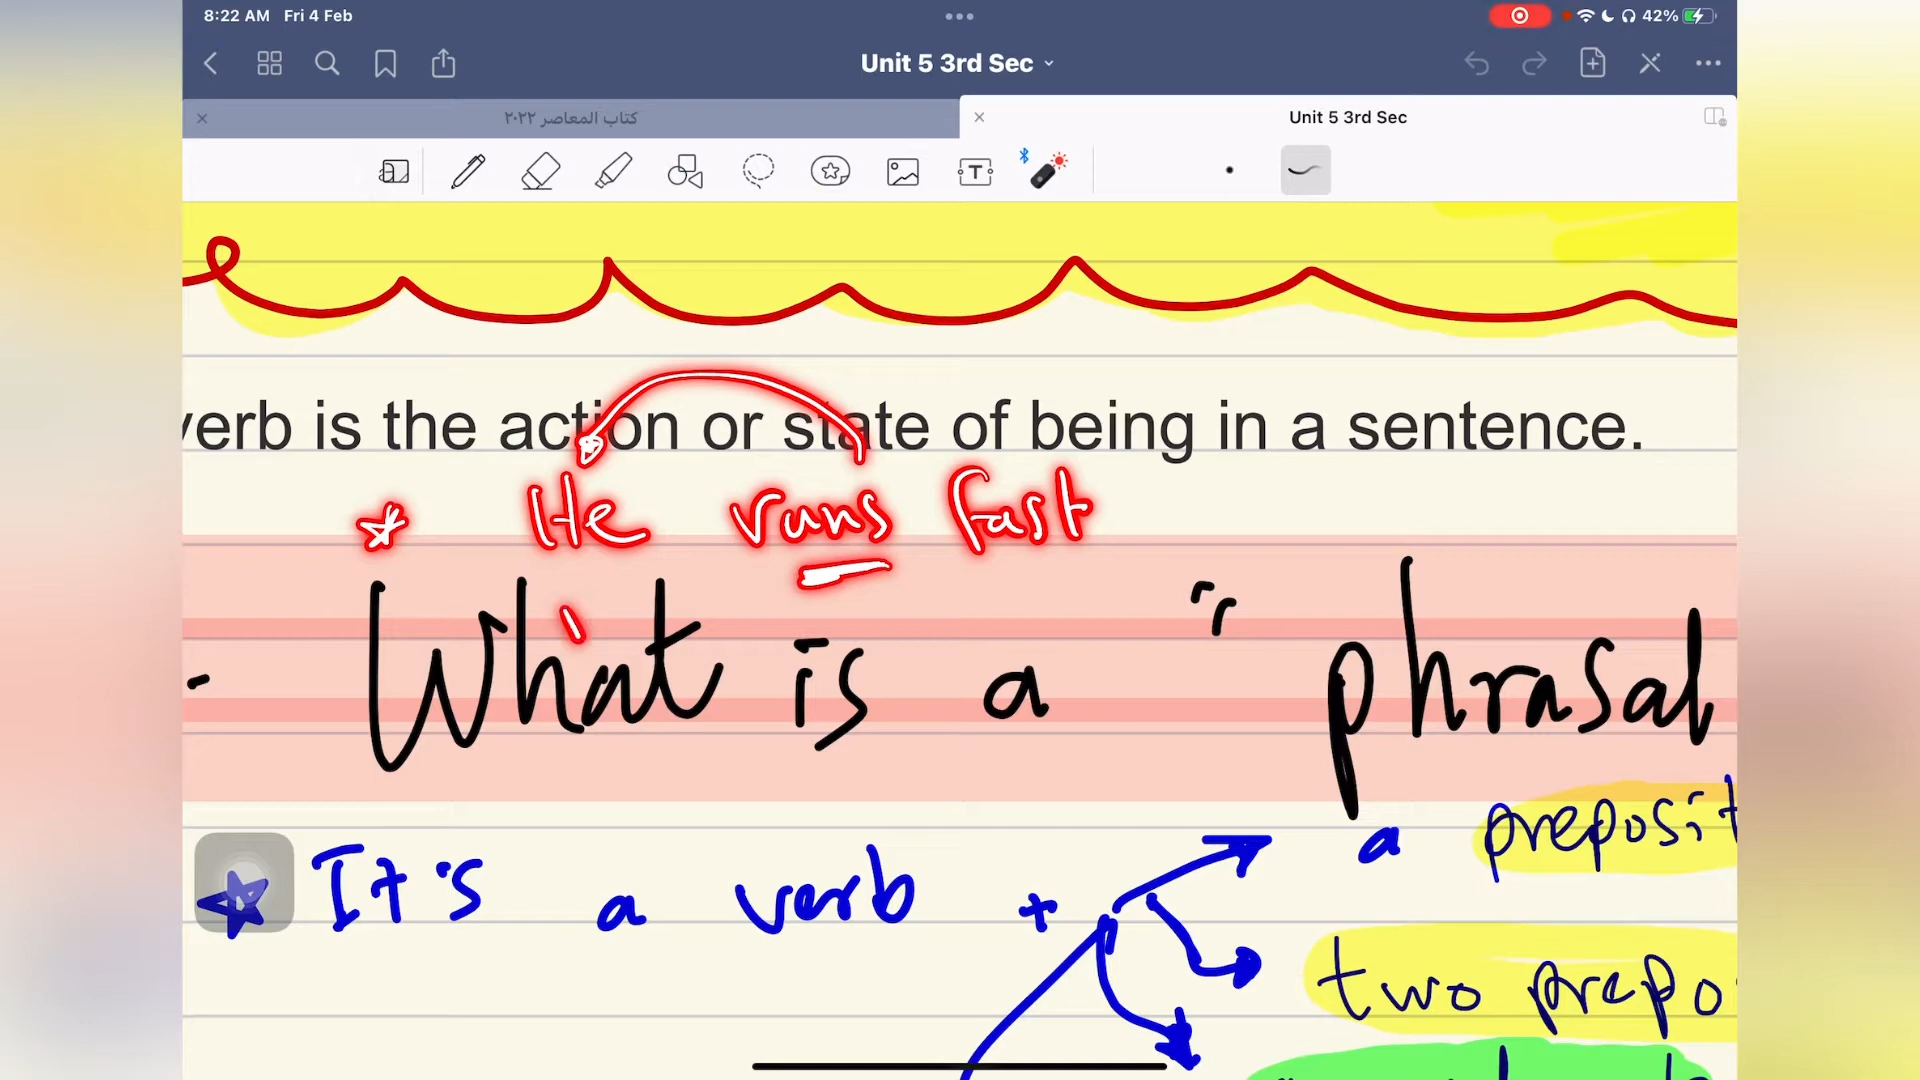 8:22 AM Fri 4 Feb
42%
Unit 5 3rd Sec
كتاب المعاصر ٢٠٢٢
Unit 5 3rd Sec
verb is the action or state of being in a sentence.
He runs fast
What is a " phrasal
a preposit
It's a verb +
two prepo